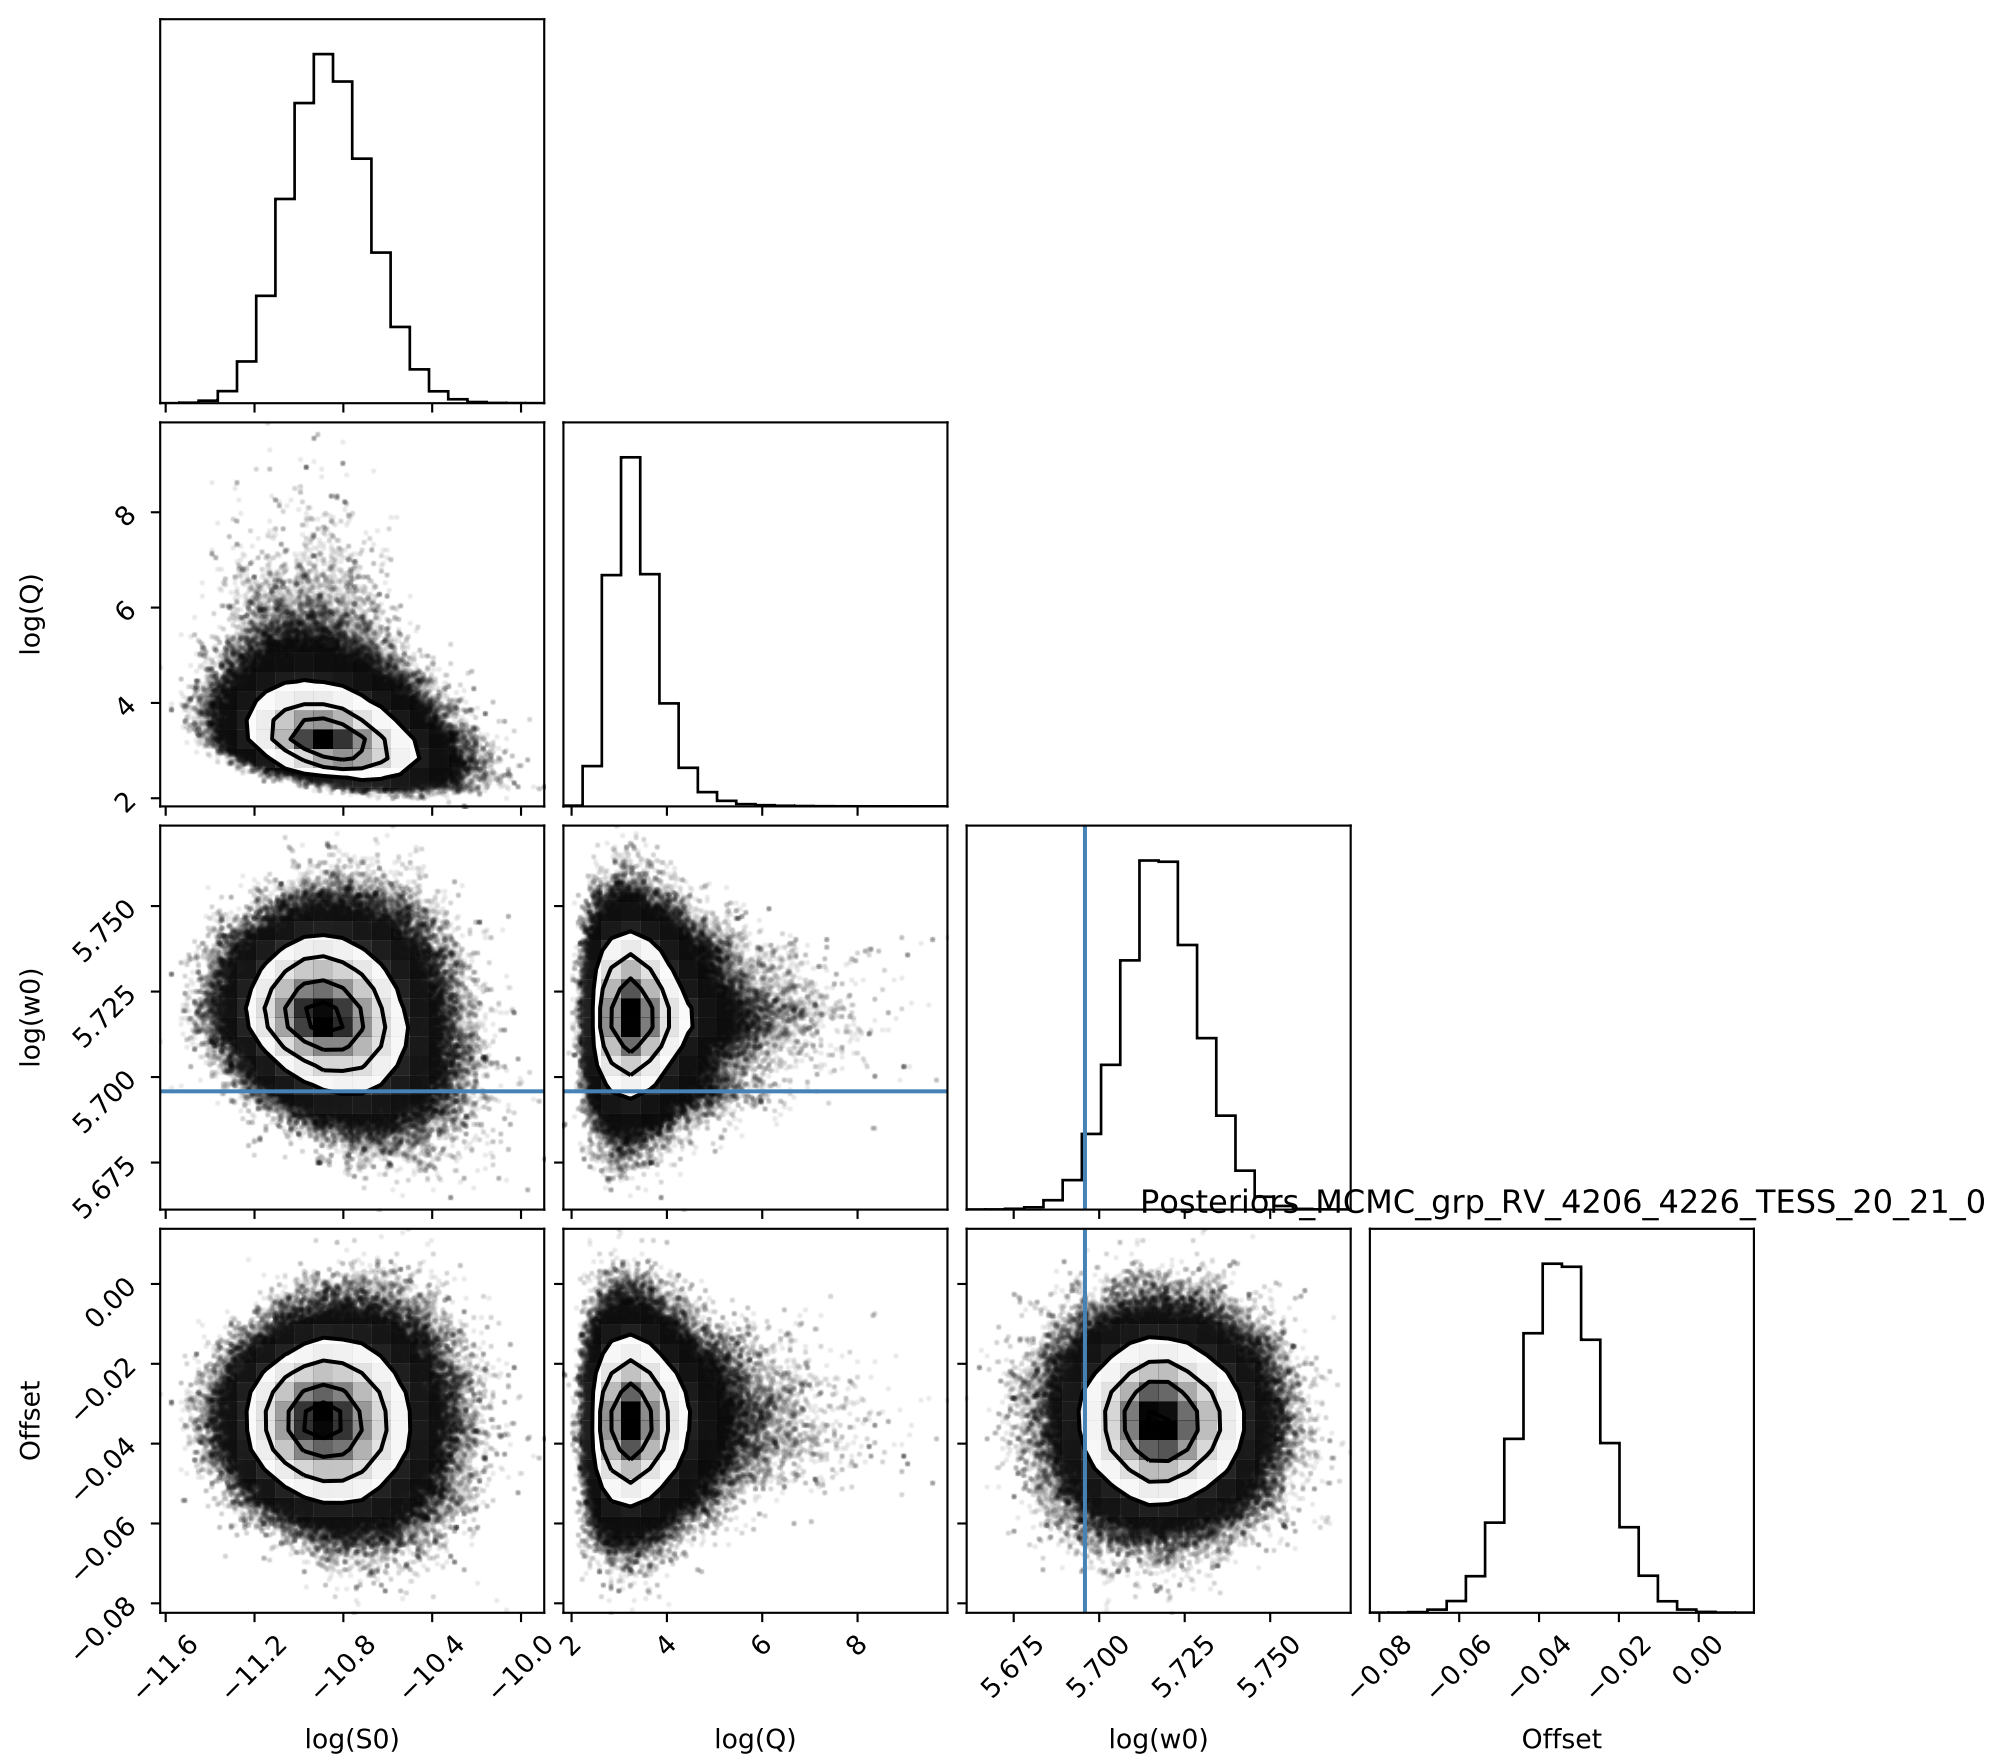 log(Q)
8
6
4
2
log(w0)
5.750
5.725
5.700
5.675
Posteriors_MCMC_grp_RV_4206_4226_TESS_20_21_0
Offset
0.00
−0.02
−0.04
−0.06
−0.08
−11.6 −11.2 −10.8 −10.4 −10.0
2 4 6 8
5.675 5.700 5.725 5.750
−0.08 −0.06 −0.04 −0.02 0.00
log(S0)
log(Q)
log(w0)
Offset